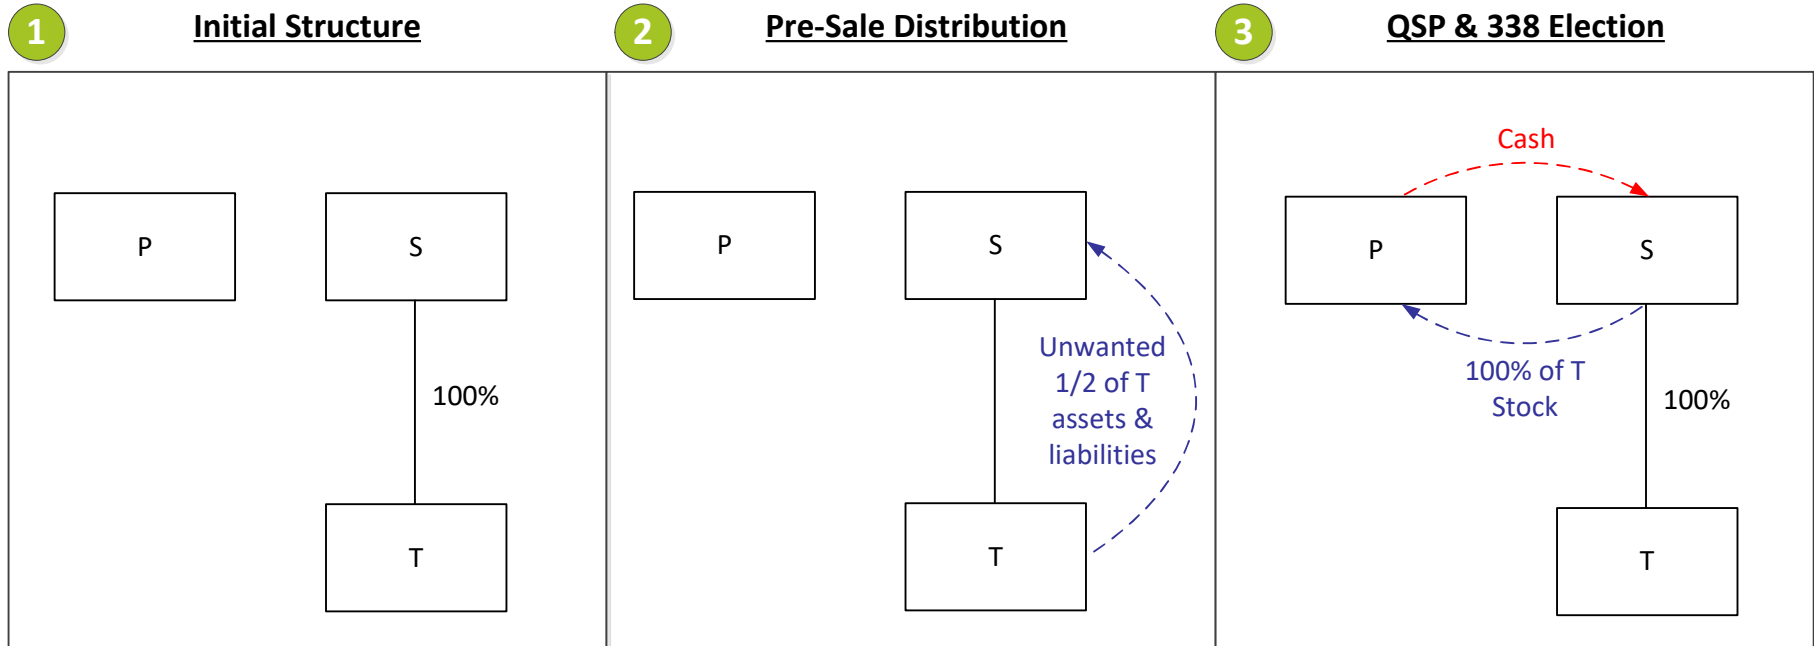 1
Initial Structure
2
Pre-Sale Distribution
3
QSP & 338 Election
P
S
100%
T
P
S
Unwanted
1/2 of T
assets &
liabilities
T
Cash
P
S
100% of T
Stock
100%
T